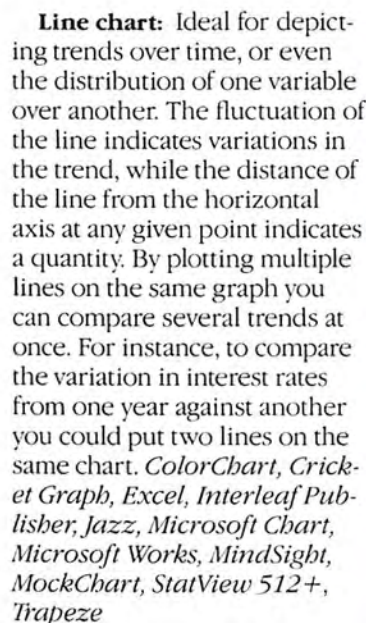 Line chart: Ideal for depict-
ing trends over time, or even
the distribution of one variable
over another. The fluctuation of
the line indicates variations in
the trend, while the distance of
the line from the horizontal
axis at any given point indicates
a quantity. By plotting multiple
lines on the same graph you
can compare several trends at
once. For instance, to compare
the variation in interest rates
from one year against another
you could put two lines on the
same chart. ColorChart, Crick-
et Graph, Excel, Interleaf Pub-
lisher, Jazz, Microsoft Chart,
Microsoft Works, MindSight,
MockChart, StatView 512+,
Trapeze